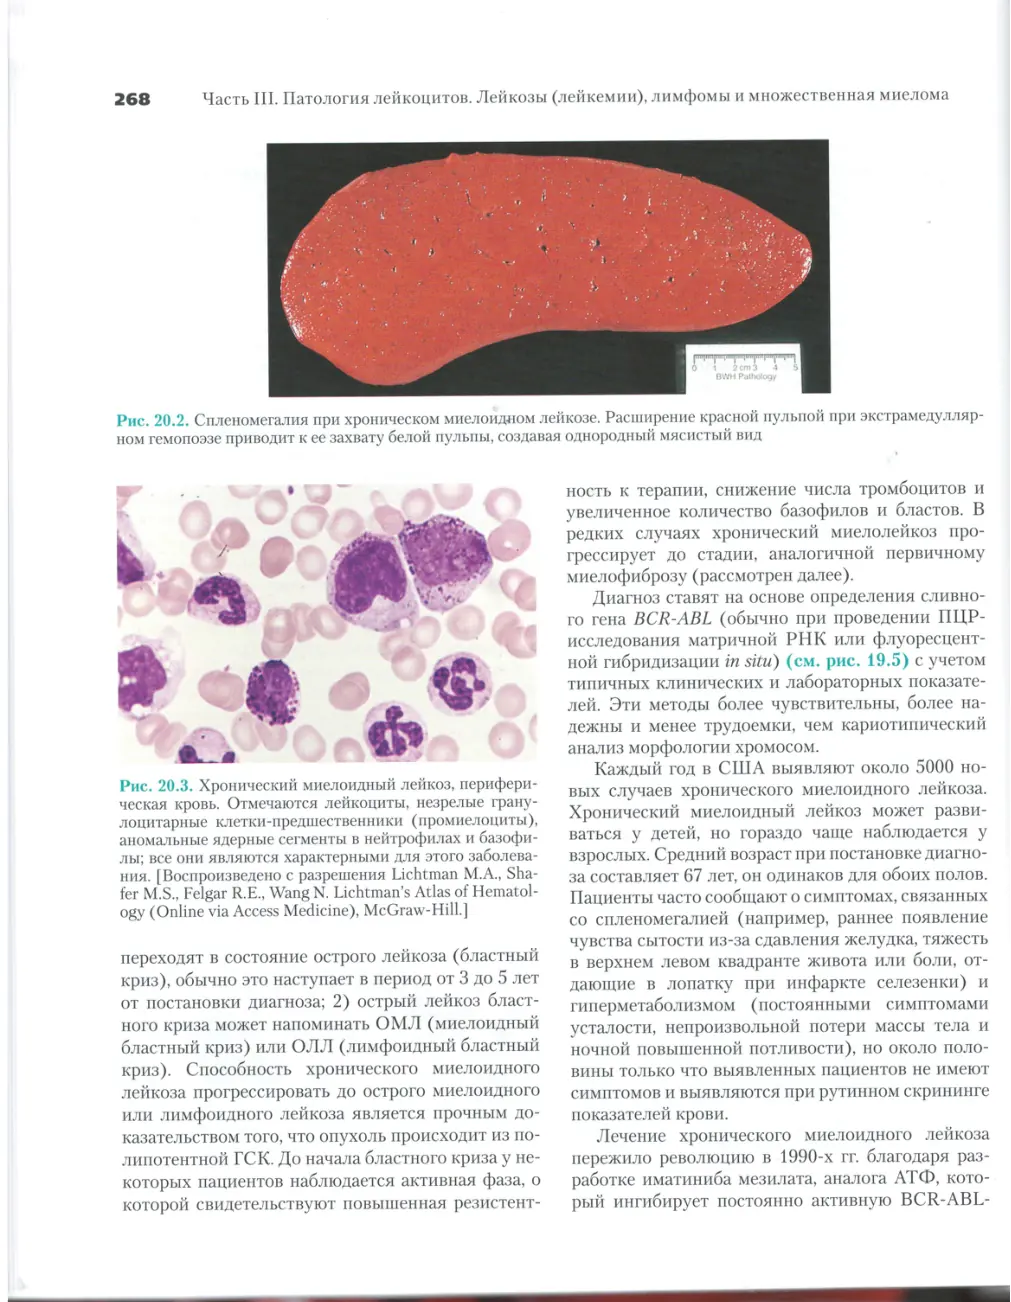 268 Часть III. Патология лейкоцитов. Лейкозы (лейкемии), лимфомы и множественная миелома
0 1 2 cm 3 4 5
BWH Pathology
Рис. 20.2. Спленомегалия при хроническом миелоидном лейкозе. Расширение красной пульпой при экстрамедулляр-
ном гемопоэзе приводит к ее захвату белой пульпы, создавая однородный мясистый вид
Рис. 20.3. Хронический миелоидный лейкоз, перифери-
ческая кровь. Отмечаются лейкоциты, незрелые грану-
лоцитарные клетки-предшественники (промиелоциты),
аномальные ядерные сегменты в нейтрофилах и базофи-
лы; все они являются характерными для этого заболева-
ния. [Воспроизведено с разрешения Lichtman M.A., Sha-
fer M.S., Felgar R.E., Wang N. Lichtman's Atlas of Hematol-
ogy (Online via Access Medicine), McGraw-Hill.]
переходят в состояние острого лейкоза (бластный
криз), обычно это наступает в период от 3 до 5 лет
от постановки диагноза; 2) острый лейкоз бласт-
ного криза может напоминать ОМЛ (миелоидный
бластный криз) или ОЛЛ (лимфоидный бластный
криз). Способность хронического миелоидного
лейкоза прогрессировать до острого миелоидного
или лимфоидного лейкоза является прочным до-
казательством того, что опухоль происходит из по-
липотентной ГСК. До начала бластного криза у не-
которых пациентов наблюдается активная фаза, о
которой свидетельствуют повышенная резистент-
ность к терапии, снижение числа тромбоцитов и
увеличенное количество базофилов и бластов. В
редких случаях хронический миелолейкоз про-
грессирует до стадии, аналогичной первичному
миелофиброзу (рассмотрен далее).
Диагноз ставят на основе определения сливно-
го гена BCR-ABL (обычно при проведении ПЦР-
исследования матричной РНК или флуоресцент-
ной гибридизации in situ) (см. рис. 19.5) с учетом
типичных клинических и лабораторных показате-
лей. Эти методы более чувствительны, более на-
дежны и менее трудоемки, чем кариотипический
анализ морфологии хромосом.
Каждый год в США выявляют около 5000 но-
вых случаев хронического миелоидного лейкоза.
Хронический миелоидный лейкоз может разви-
ваться у детей, но гораздо чаще наблюдается у
взрослых. Средний возраст при постановке диагно-
за составляет 67 лет, он одинаков для обоих полов.
Пациенты часто сообщают о симптомах, связанных
со спленомегалией (например, раннее появление
чувства сытости из-за сдавления желудка, тяжесть
в верхнем левом квадранте живота или боли, от-
дающие в лопатку при инфаркте селезенки) и
гиперметаболизмом (постоянными симптомами
усталости, непроизвольной потери массы тела и
ночной повышенной потливости), но около поло-
вины только что выявленных пациентов не имеют
симптомов и выявляются при рутинном скрининге
показателей крови.
Лечение хронического миелоидного лейкоза
пережило революцию в 1990-х гг. благодаря раз-
работке иматиниба мезилата, аналога АТФ, кото-
рый ингибирует постоянно активную BCR-ABL-